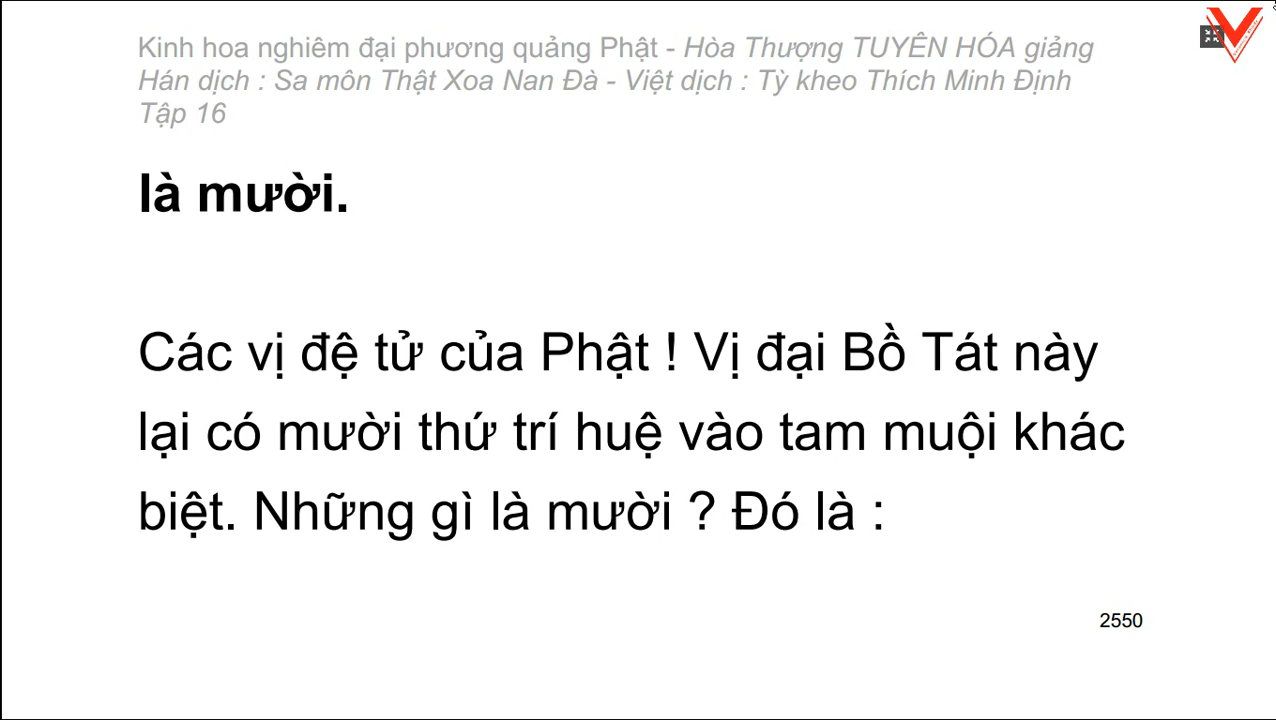 Kinh hoa nghiêm đại phương quảng Phật - Hòa Thượng TUYÊN HÓA giảng
Hán dịch : Sa môn Thật Xoa Nan Đà - Việt dịch : Tỳ kheo Thích Minh Định
Tập 16
là mười.
Các vị đệ tử của Phật ! Vị đại Bồ Tát này
lại có mười thứ trí huệ vào tam muội khác
biệt. Những gì là mười ? Đó là :
2550